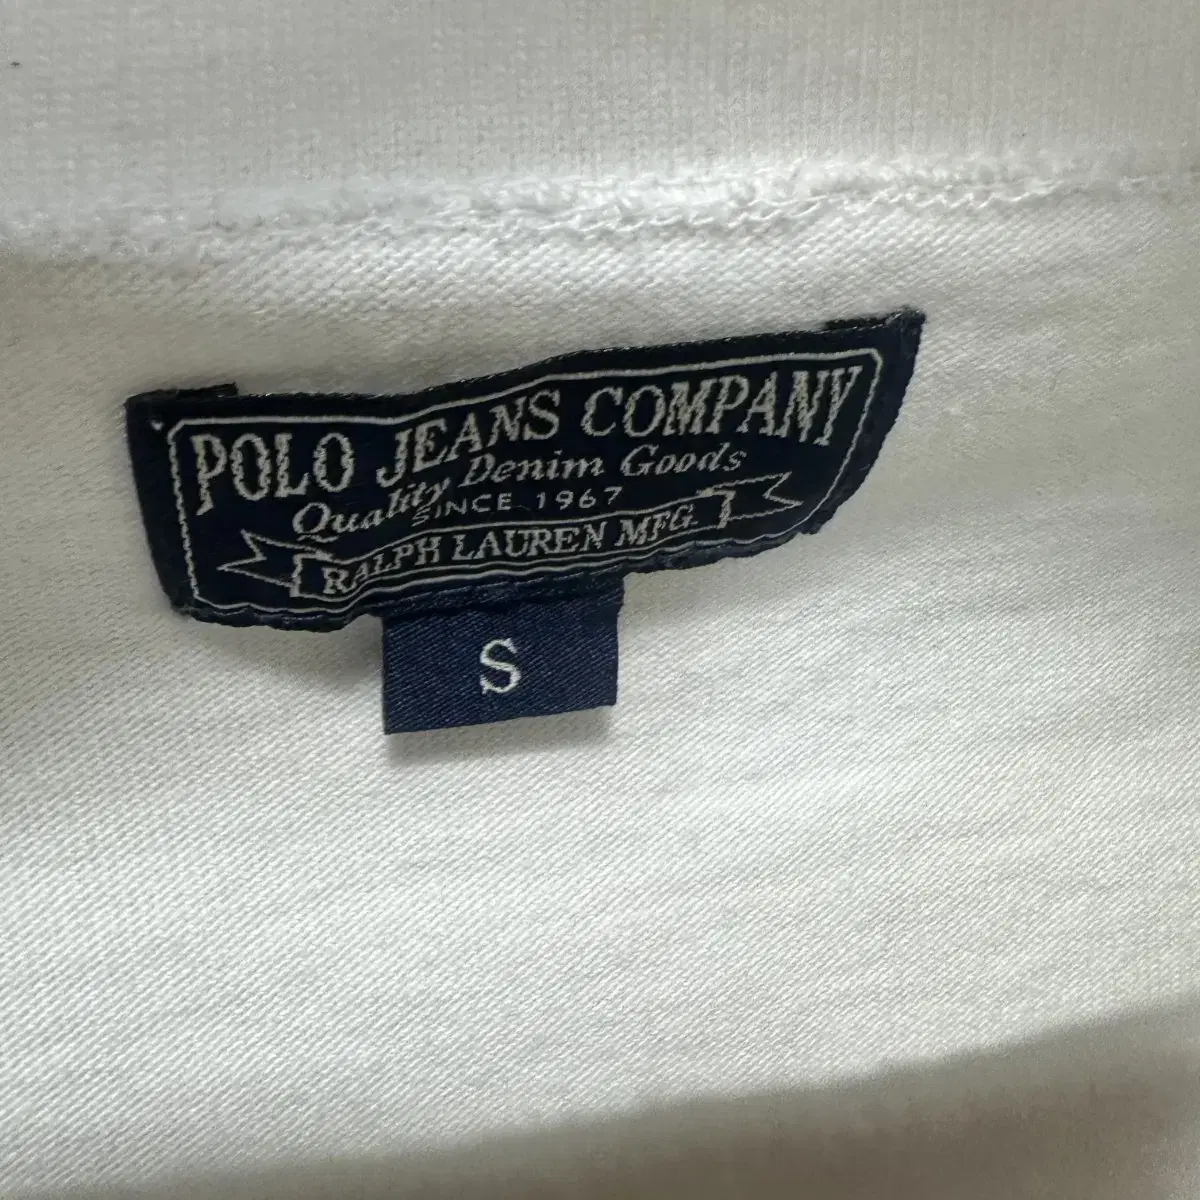 POLO JEANS COMPANY
Quality Denim Goods
SINCE 1967
RALPH LAUREN MFG.
S